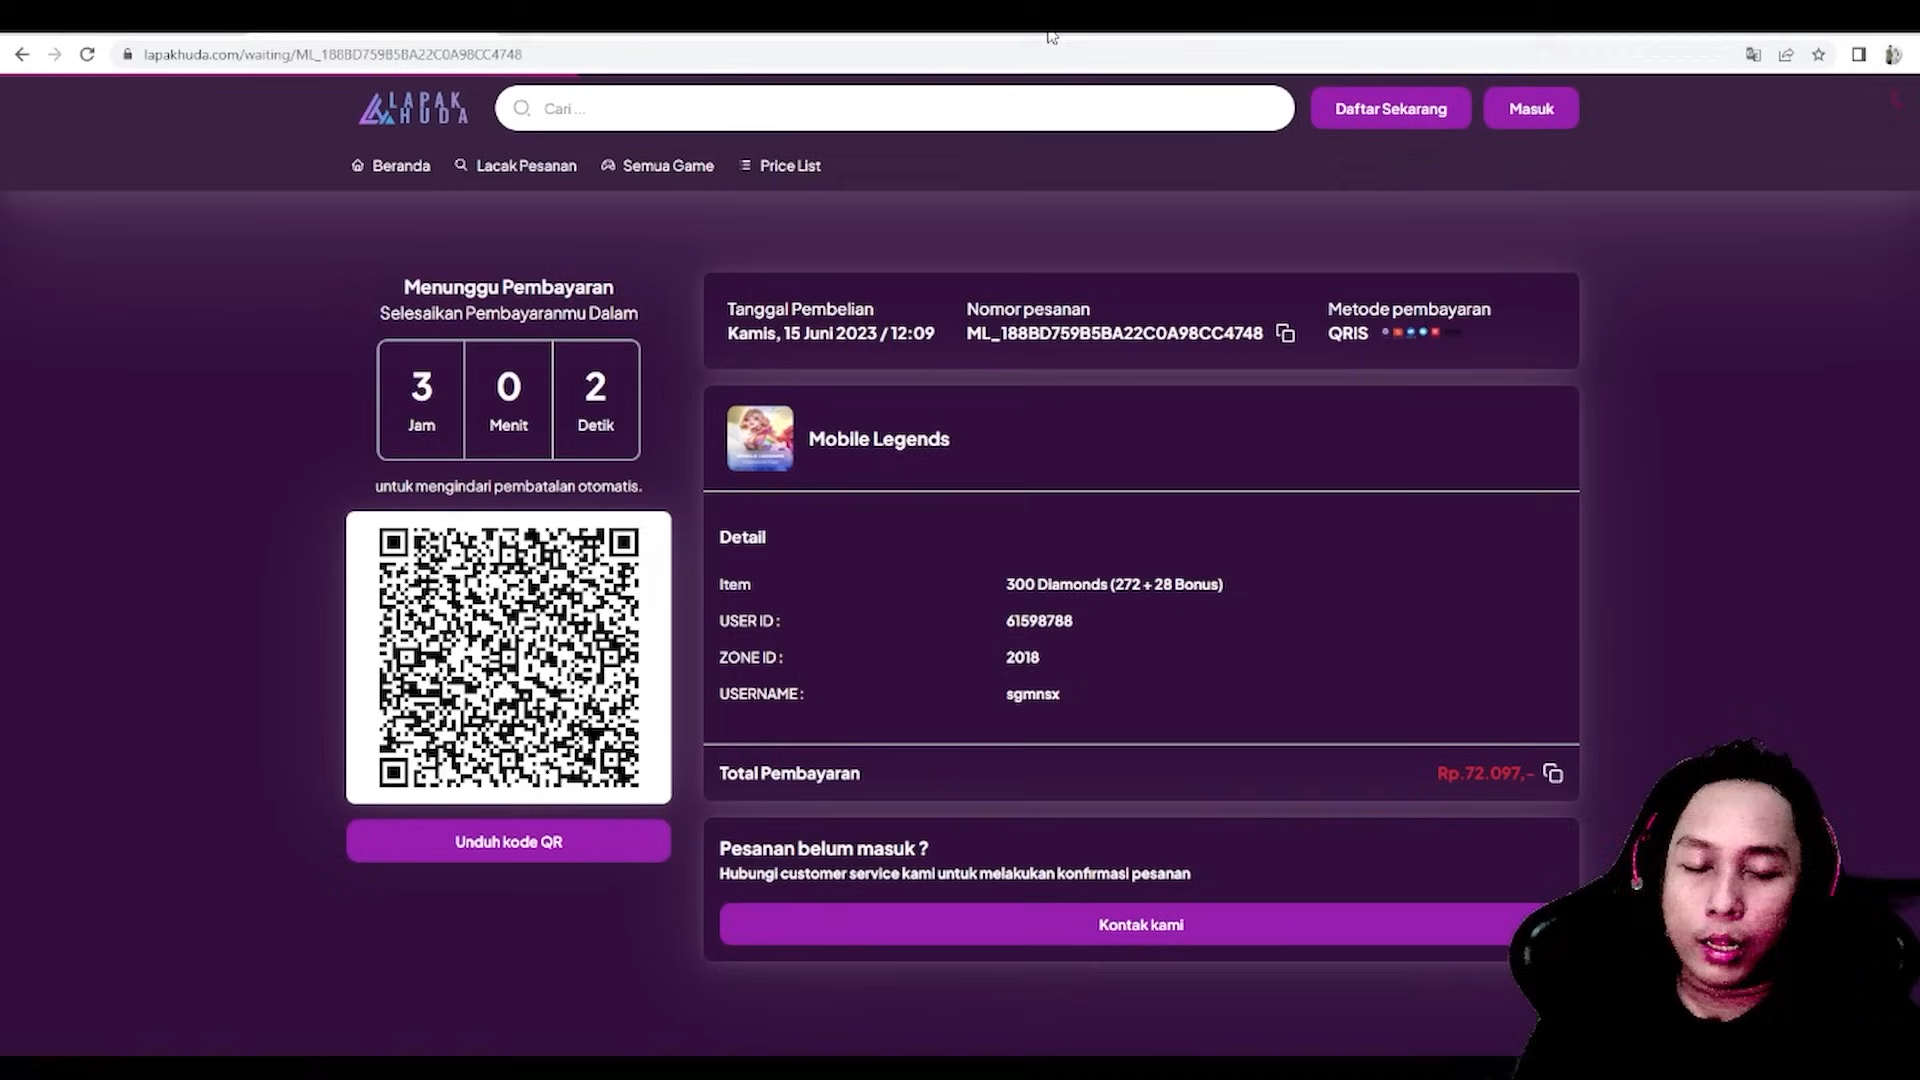 lapakhuda.com/waiting/ML_188BD759B5BA22C0A98CC4748
LAPAK
HUDA
Cari ...
Daftar Sekarang
Masuk
Beranda
Lacak Pesanan
Semua Game
Price List
Menunggu Pembayaran
Selesaikan Pembayaranmu Dalam
3
0
2
Jam
Menit
Detik
untuk mengindari pembatalan otomatis.
Unduh kode QR
Tanggal Pembelian
Nomor pesanan
Metode pembayaran
Kamis, 15 Juni 2023 / 12:09
ML_188BD759B5BA22C0A98CC4748
QRIS
Mobile Legends
Detail
Item
300 Diamonds (272 + 28 Bonus)
USER ID :
61598788
ZONE ID :
2018
USERNAME :
sgmnsx
Total Pembayaran
Rp.72.097,-
Pesanan belum masuk ?
Hubungi customer service kami untuk melakukan konfirmasi pesanan
Kontak kami